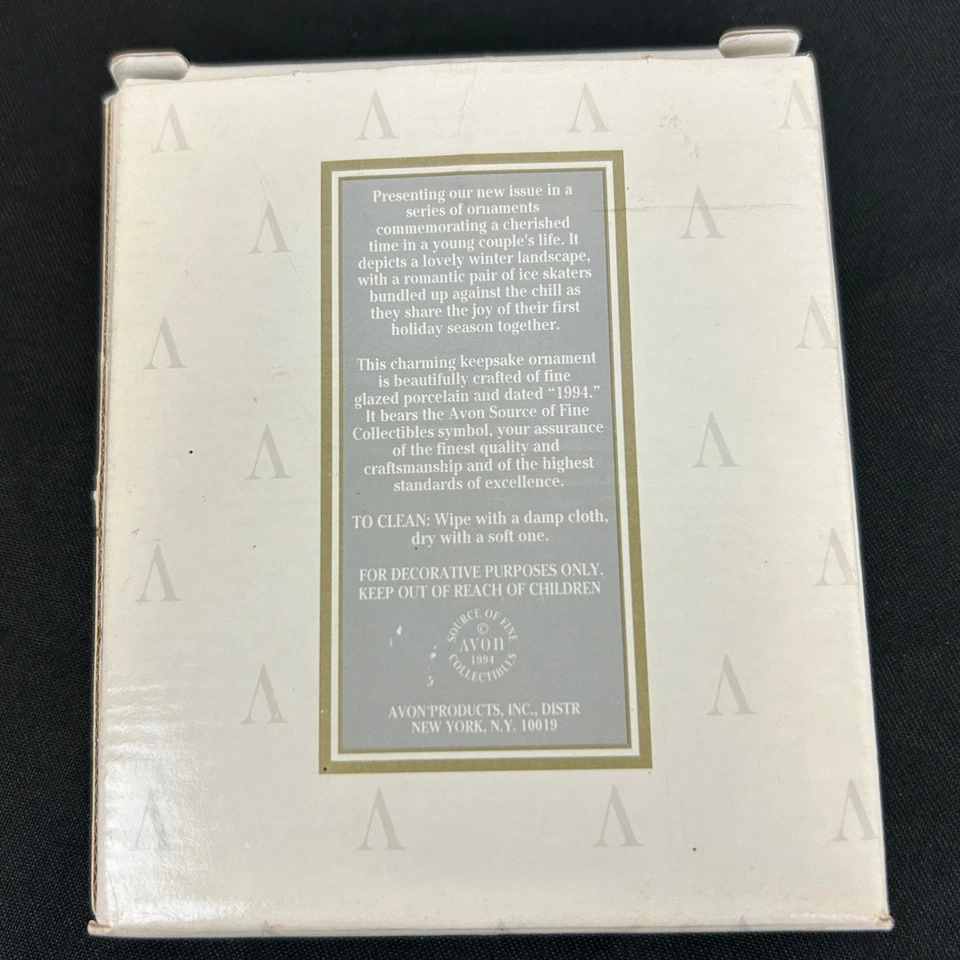 Presenting our new issue in a
series of ornaments
commemorating a cherished
time in a young couple's life. It
depicts a lovely winter landscape,
with a romantic pair of ice skaters
bundled up against the chill as
they share the joy of their first
holiday season together.
This charming keepsake ornament
is beautifully crafted of fine
glazed porcelain and dated "1994."
It bears the Avon Source of Fine
Collectibles symbol, your assurance
of the finest quality and
craftsmanship and of the highest
standards of excellence.
TO CLEAN: Wipe with a damp cloth,
dry with a soft one.
FOR DECORATIVE PURPOSES ONLY.
KEEP OUT OF REACH OF CHILDREN
SOURCE OF FINE
©
AVON
1994
COLLECTIBLES
AVON PRODUCTS, INC., DISTR
NEW YORK, N.Y. 10019